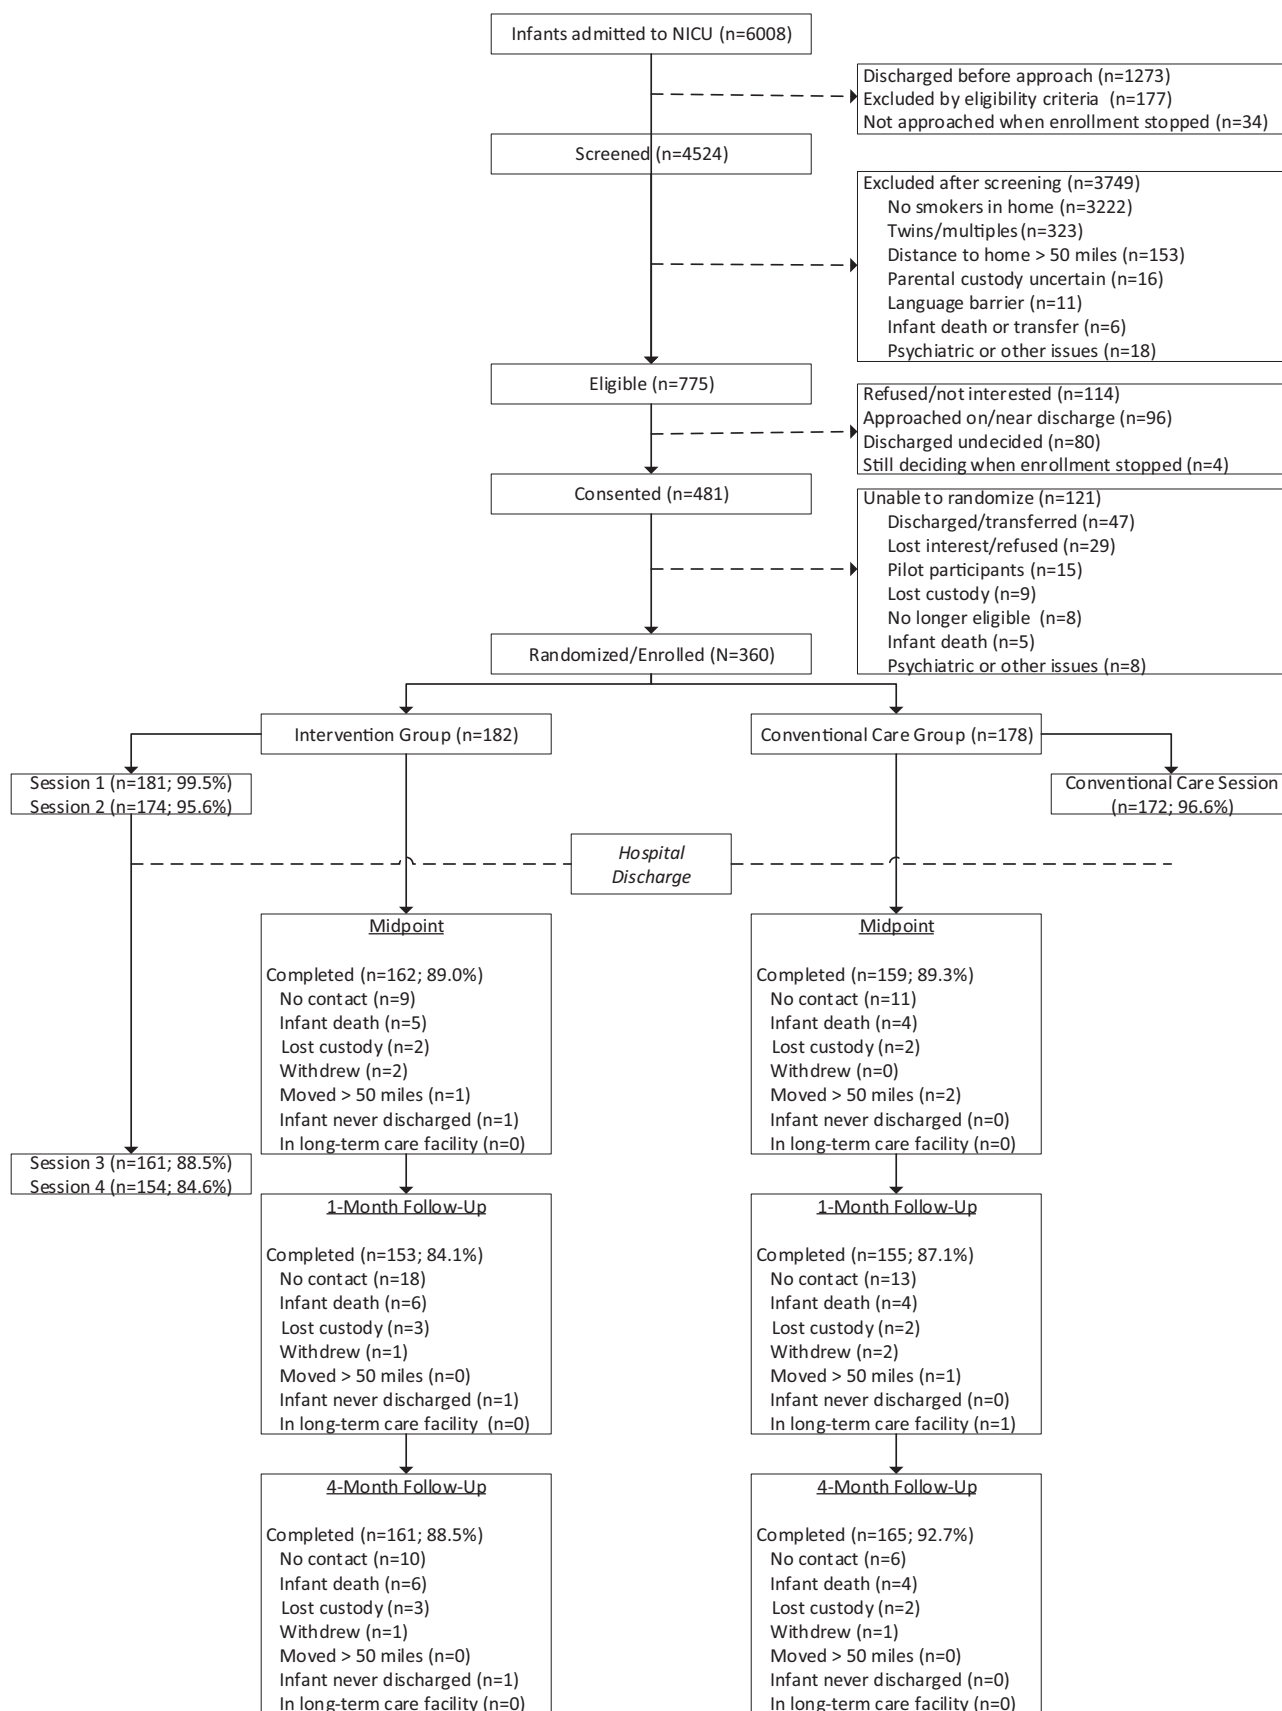 Infants admitted to NICU (n=6008)
Discharged before approach (n=1273)
Excluded by eligibility criteria (n=177)
Not approached when enrollment stopped (n=34)
Screened (n=4524)
Excluded after screening (n=3749)
No smokers in home (n=3222)
Twins/multiples (n=323)
Distance to home > 50 miles (n=153)
Parental custody uncertain (n=16)
Language barrier (n=11)
Infant death or transfer (n=6)
Psychiatric or other issues (n=18)
Eligible (n=775)
Refused/not interested (n=114)
Approached on/near discharge (n=96)
Discharged undecided (n=80)
Still deciding when enrollment stopped (n=4)
Consented (n=481)
Unable to randomize (n=121)
Discharged/transferred (n=47)
Lost interest/refused (n=29)
Pilot participants (n=15)
Lost custody (n=9)
No longer eligible (n=8)
Infant death (n=5)
Psychiatric or other issues (n=8)
Randomized/Enrolled (N=360)
Intervention Group (n=182)
Conventional Care Group (n=178)
Session 1 (n=181; 99.5%)
Session 2 (n=174; 95.6%)
Conventional Care Session
(n=172; 96.6%)
Hospital
Discharge
Midpoint
Completed (n=162; 89.0%)
No contact (n=9)
Infant death (n=5)
Lost custody (n=2)
Withdrew (n=2)
Moved > 50 miles (n=1)
Infant never discharged (n=1)
In long-term care facility (n=0)
Midpoint
Completed (n=159; 89.3%)
No contact (n=11)
Infant death (n=4)
Lost custody (n=2)
Withdrew (n=0)
Moved > 50 miles (n=2)
Infant never discharged (n=0)
In long-term care facility (n=0)
Session 3 (n=161; 88.5%)
Session 4 (n=154; 84.6%)
1-Month Follow-Up
Completed (n=153; 84.1%)
No contact (n=18)
Infant death (n=6)
Lost custody (n=3)
Withdrew (n=1)
Moved > 50 miles (n=0)
Infant never discharged (n=1)
In long-term care facility (n=0)
1-Month Follow-Up
Completed (n=155; 87.1%)
No contact (n=13)
Infant death (n=4)
Lost custody (n=2)
Withdrew (n=2)
Moved > 50 miles (n=1)
Infant never discharged (n=0)
In long-term care facility (n=1)
4-Month Follow-Up
Completed (n=161; 88.5%)
No contact (n=10)
Infant death (n=6)
Lost custody (n=3)
Withdrew (n=1)
Moved > 50 miles (n=0)
Infant never discharged (n=1)
In long-term care facility (n=0)
4-Month Follow-Up
Completed (n=165; 92.7%)
No contact (n=6)
Infant death (n=4)
Lost custody (n=2)
Withdrew (n=1)
Moved > 50 miles (n=0)
Infant never discharged (n=0)
In long-term care facility (n=0)